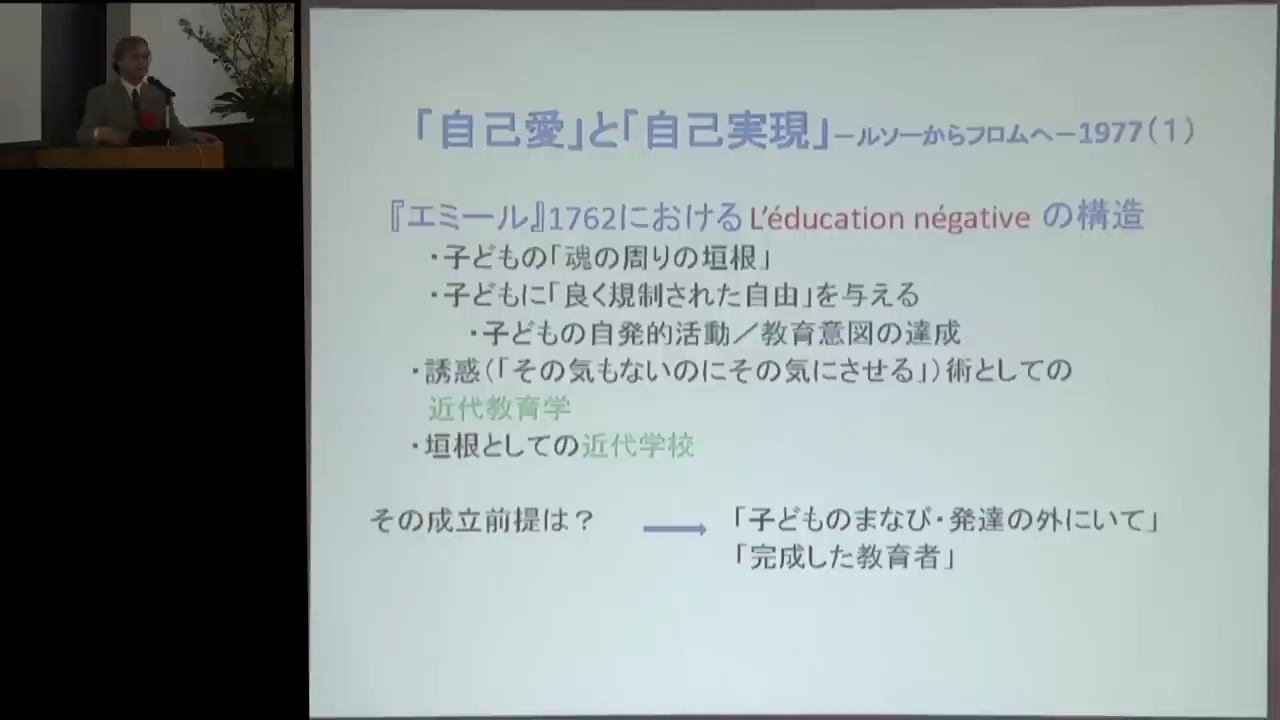 「自己愛」と「自己実現」－ルソーからフロムへ－1977（１）
『エミール』1762における L'éducation négative の構造
・子どもの「魂の周りの垣根」
・子どもに「良く規制された自由」を与える
・子どもの自発的活動／教育意図の達成
・誘惑（「その気もないのにその気にさせる」）術としての
近代教育学
・垣根としての近代学校
その成立前提は？
「子どものまなび・発達の外にいて」
「完成した教育者」